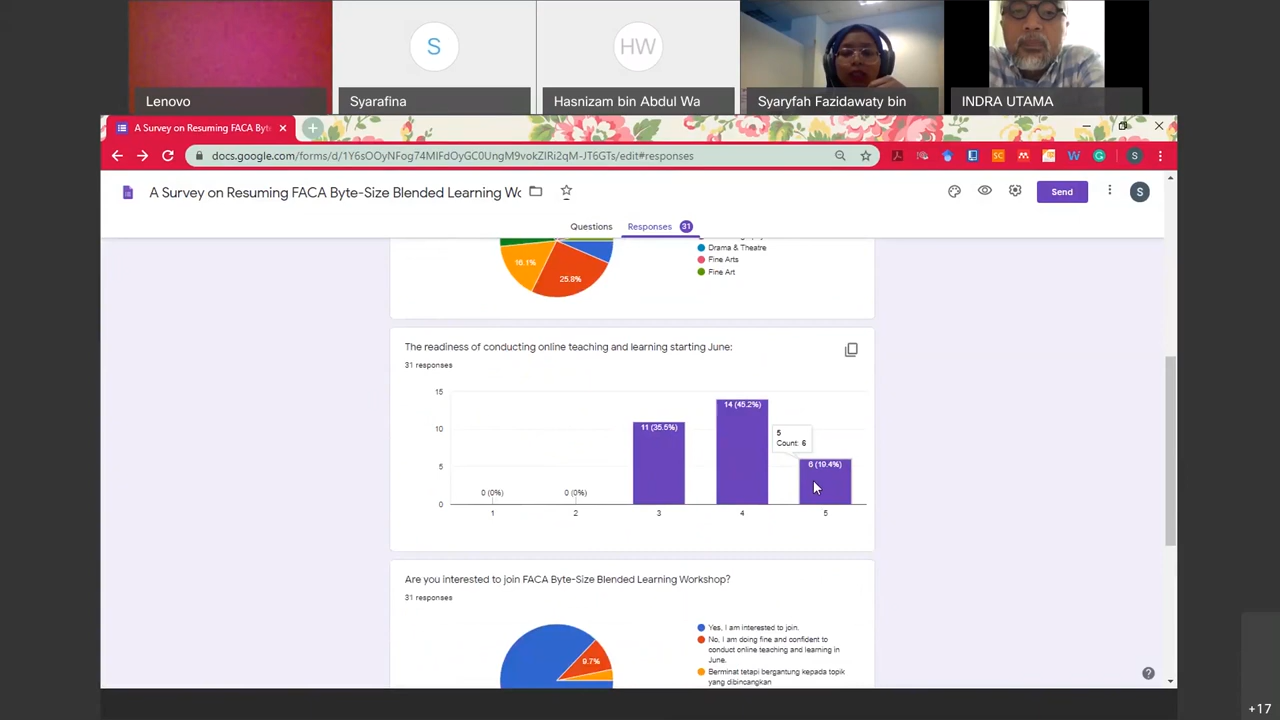 S
HW
Lenovo
Syarafina
Hasnizam bin Abdul Wa
Syaryfah Fazidawaty bin
INDRA UTAMA
A Survey on Resuming FACA Byt
docs.google.com/forms/d/1Y6sOOyNFog74MIFdOyGC0UngM9vokZIRi2qM-JT6GTs/edit#responses
S
A Survey on Resuming FACA Byte-Size Blended Learning Wo
Send
S
Questions
Responses 31
Drama & Theatre
Fine Arts
Fine Art
16.1%
25.8%
The readiness of conducting online teaching and learning starting June:
31 responses
15
10
5
0
0 (0%)
0 (0%)
11 (35.5%)
14 (45.2%)
6 (19.4%)
5
Count: 6
1
2
3
4
5
Are you interested to join FACA Byte-Size Blended Learning Workshop?
31 responses
9.7%
Yes, I am interested to join.
No, I am doing fine and confident to
conduct online teaching and learning in
June.
Berminat tetapi bergantung kepada topik
yang dibincangkan
+17